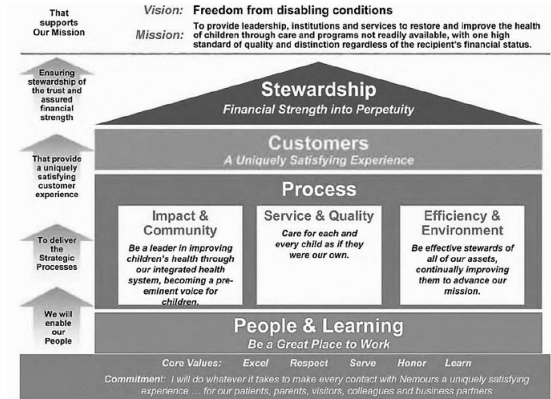 That
supports
Our Mission
Vision: Freedom from disabling conditions
Mission: To provide leadership, institutions and services to restore and improve the health
of children through care and programs not readily available, with one high
standard of quality and distinction regardless of the recipient's financial status.
Ensuring
stewardship of
the trust and
assured
financial
strength
Stewardship
Financial Strength into Perpetuity
That provide
a uniquely
satisfying
customer
experience
Customers
A Uniquely Satisfying Experience
To deliver
the
Strategic
Processes
Process
Impact &
Community
Be a leader in improving
children's health through
our integrated health
system, becoming a pre-
eminent voice for
children.
Service & Quality
Care for each and
every child as if they
were our own.
Efficiency &
Environment
Be effective stewards of
all of our assets,
continually improving
them to advance our
mission.
We will
enable
our
People
People & Learning
Be a Great Place to Work
Core Values: Excel Respect Serve Honor Learn
Commitment: I will do whatever it takes to make every contact with Nemours a uniquely satisfying
experience ... for our patients, parents, visitors, colleagues and business partners